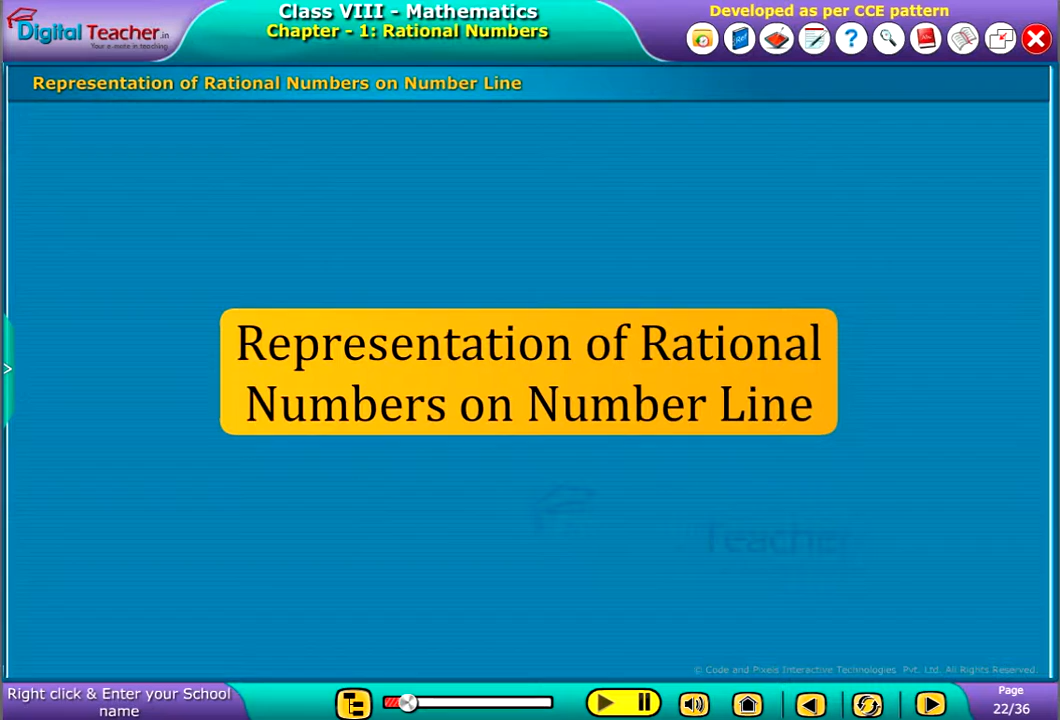 Digital Teacher.in
Your e-mate in teaching
Class VIII - Mathematics
Chapter - 1: Rational Numbers
Developed as per CCE pattern
Representation of Rational Numbers on Number Line
Representation of Rational
Numbers on Number Line
Teacher
© Code and Pixels Interactive Technologies Pvt. Ltd. All Rights Reserved.
Right click & Enter your School
name
Page
22/36